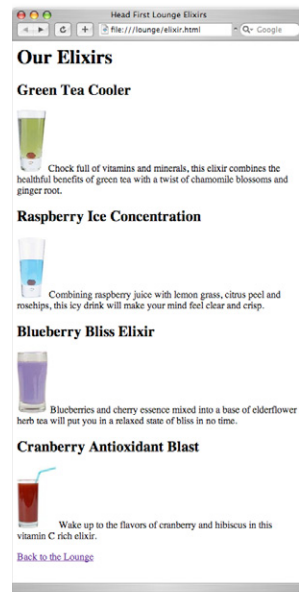 Head First Lounge Elixirs
file:///lounge/elixir.html
Google
Our Elixirs
Green Tea Cooler
Chock full of vitamins and minerals, this elixir combines the
healthful benefits of green tea with a twist of chamomile blossoms and
ginger root.
Raspberry Ice Concentration
Combining raspberry juice with lemon grass, citrus peel and
rosehips, this icy drink will make your mind feel clear and crisp.
Blueberry Bliss Elixir
Blueberries and cherry essence mixed into a base of elderflower
herb tea will put you in a relaxed state of bliss in no time.
Cranberry Antioxidant Blast
Wake up to the flavors of cranberry and hibiscus in this
vitamin C rich elixir.
Back to the Lounge